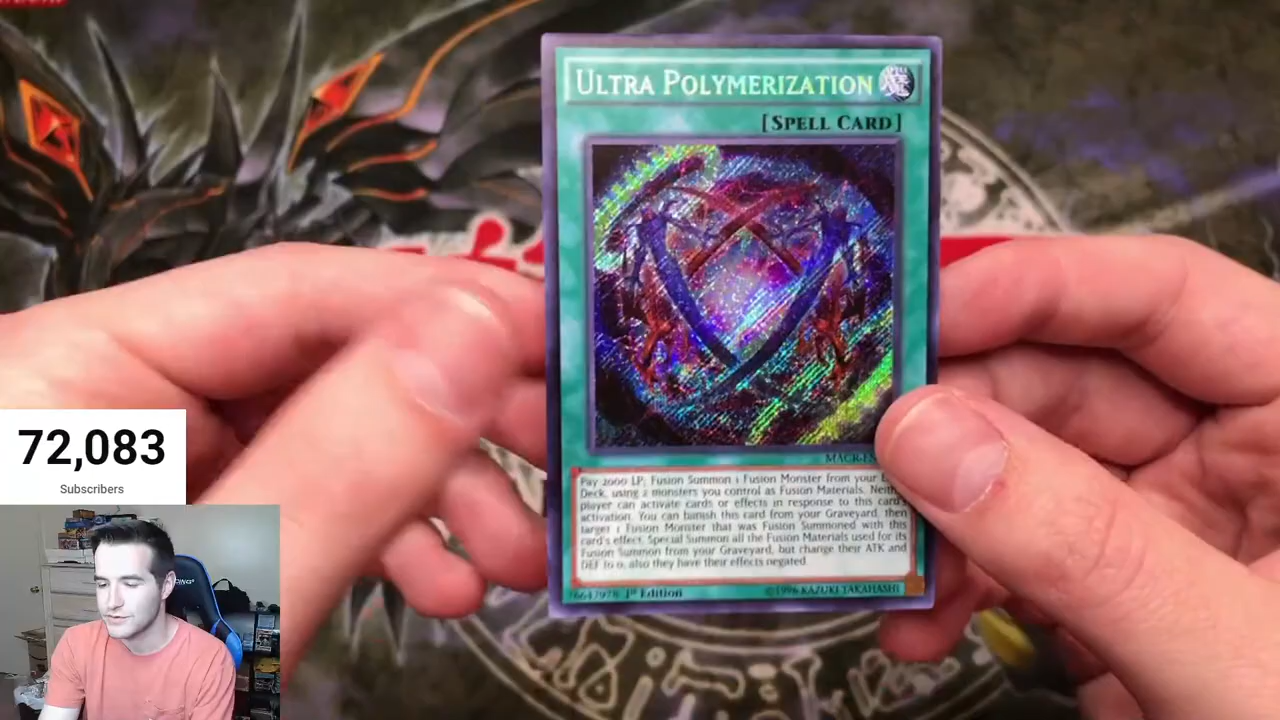 ULTRA POLYMERIZATION
[SPELL CARD]
Pay 2000 LP; Fusion Summon 1 Fusion Monster from your
Deck, using 2 monsters you control as Fusion Materials.
player can activate cards or effects in response to this card's
activation. You can banish this card from your Graveyard, then
target 1 Fusion Monster that was Fusion Summoned with this
card's effect; Special Summon all the Fusion Materials used for its
Fusion Summon from your Graveyard, but change their ATK and
DEF to 0, also they have their effects negated.
1st Edition
©1996 KAZUKI TAKAHASHI
72,083
Subscribers